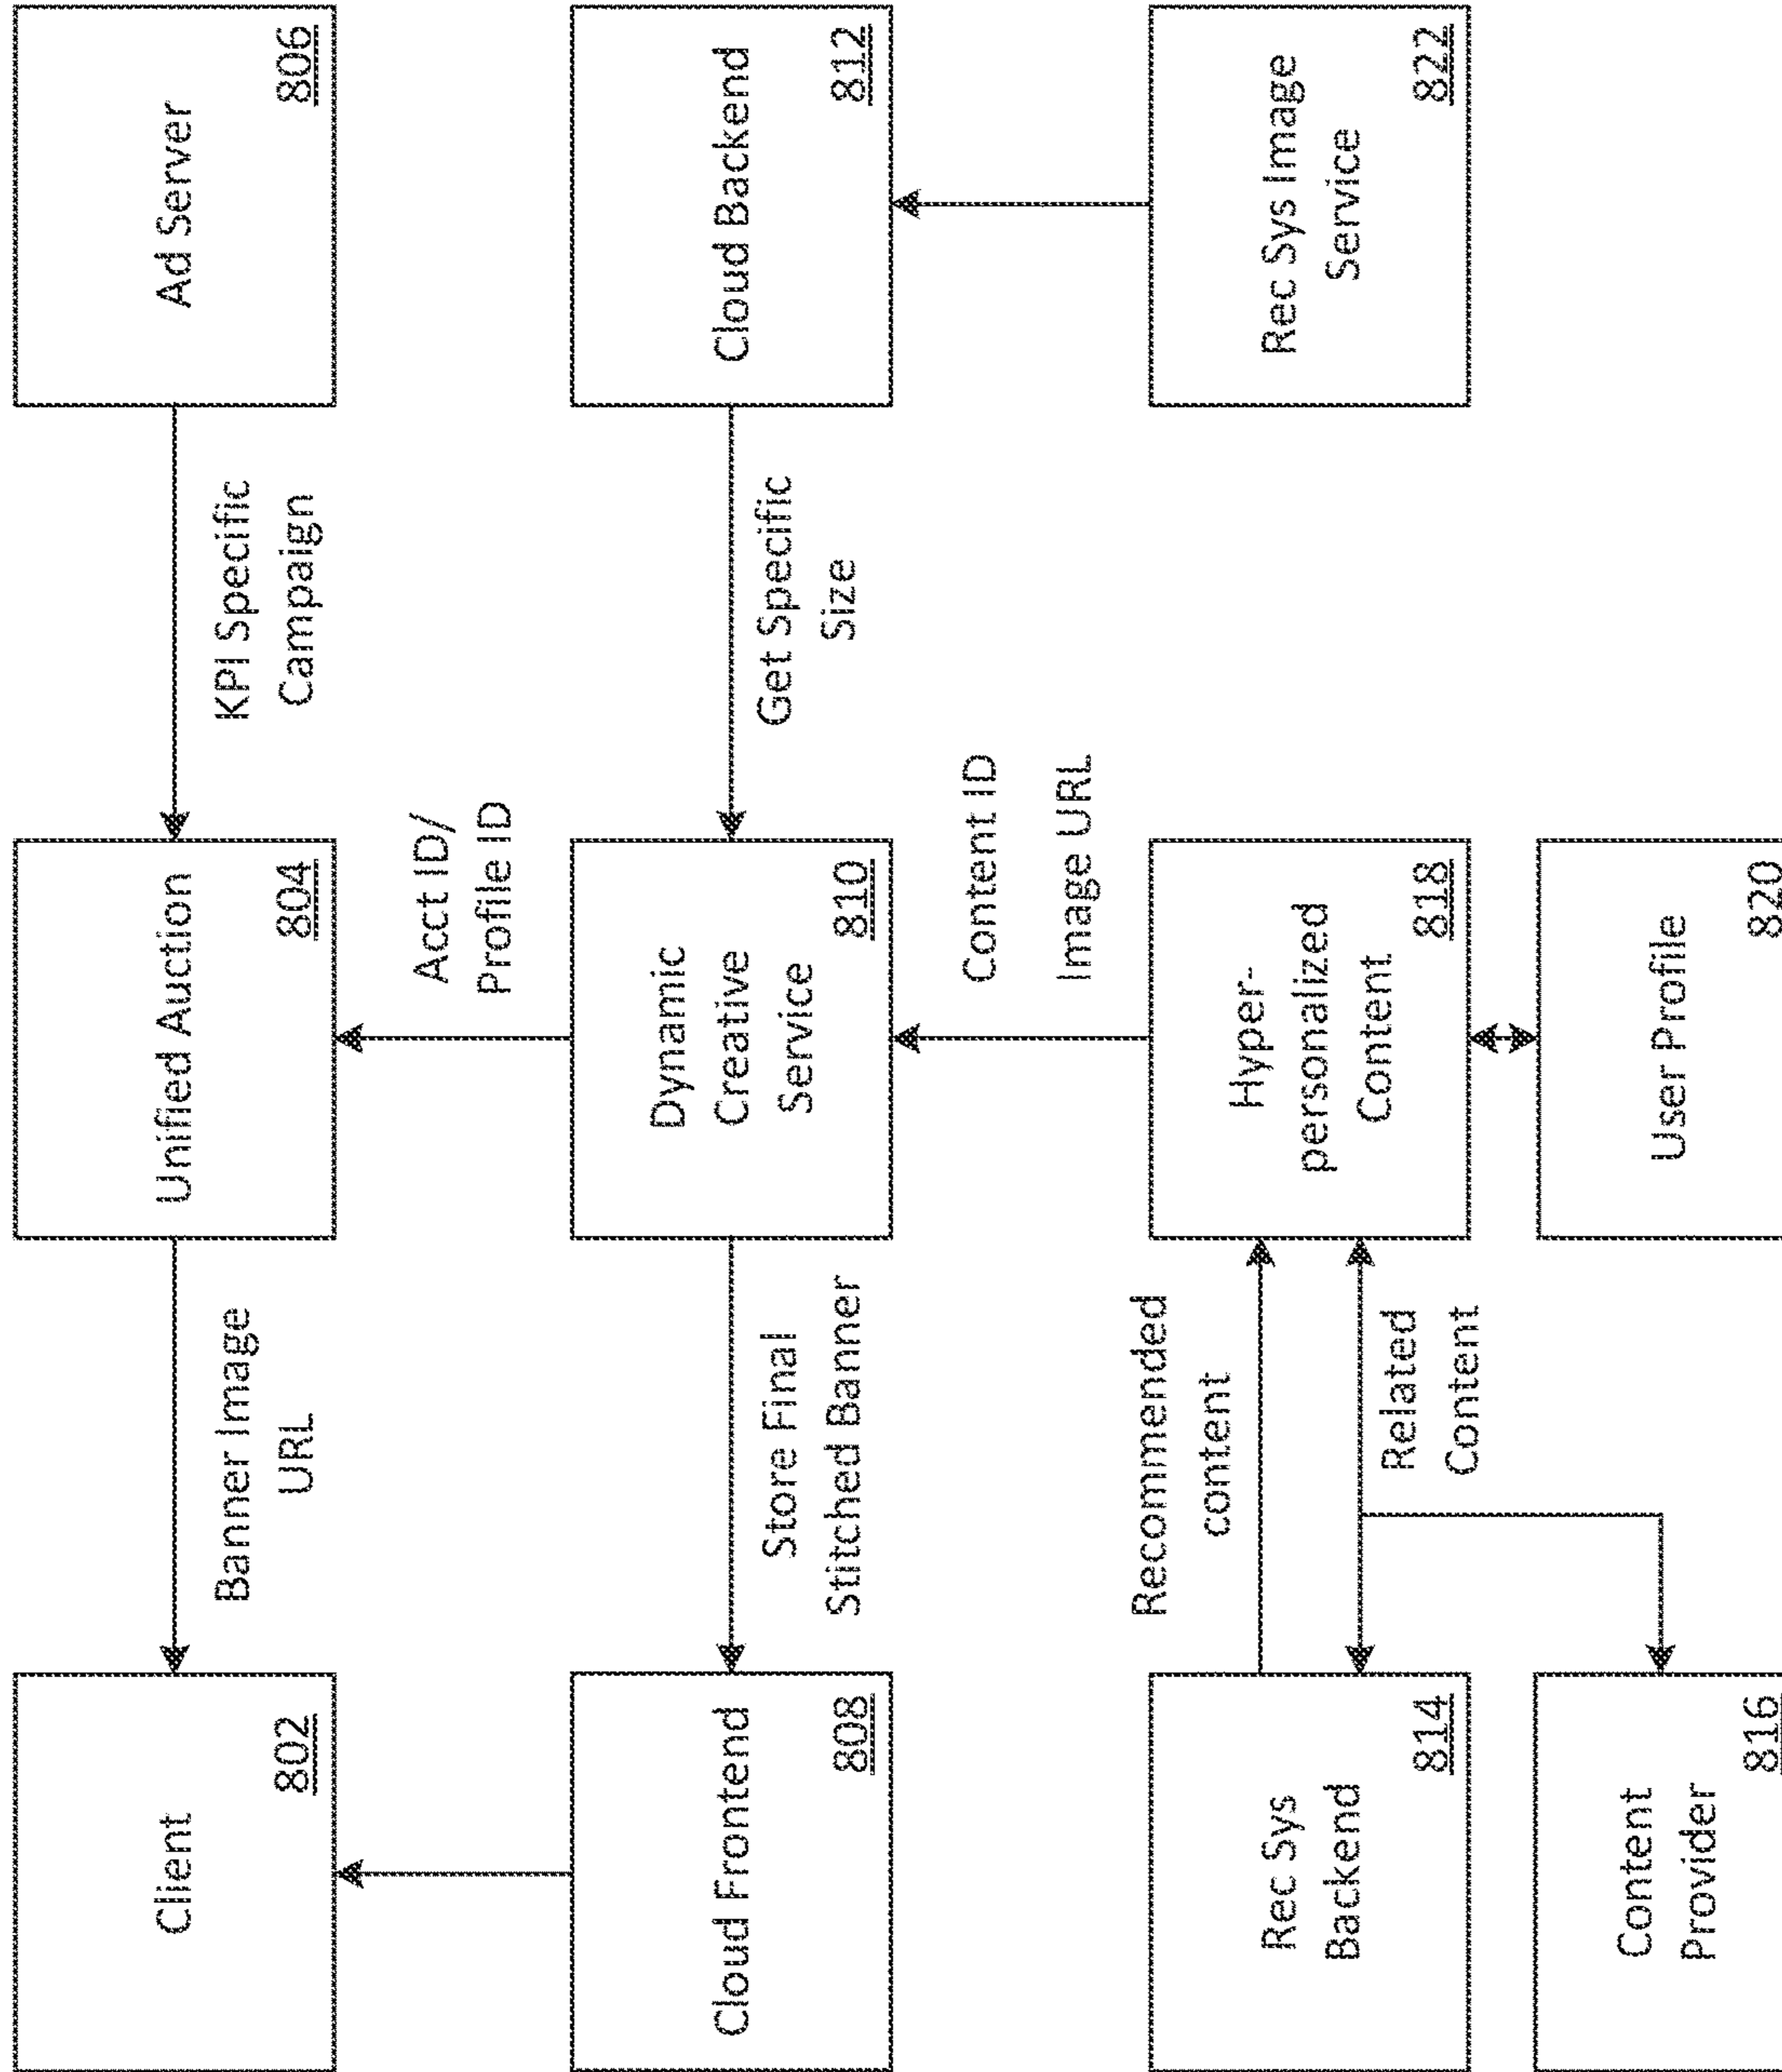 Client
802
Banner Image
URL
Unified Auction
804
KPI Specific
Campaign
Ad Server
806
Acct ID/
Profile ID
Cloud Frontend
808
Store Final
Stitched Banner
Dynamic
Creative
Service
810
Get Specific
Size
Cloud Backend
812
Content ID
Image URL
Rec Sys
Backend
814
Recommended
content
Related
Content
Hyper-
personalized
Content
818
Rec Sys Image
Service
822
Content
Provider
816
User Profile
820